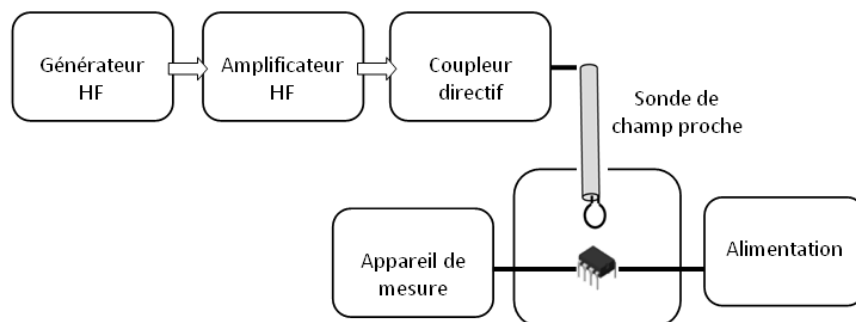 Générateur
HF
Amplificateur
HF
Coupleur
directif
Sonde de
champ proche
Appareil de
mesure
Alimentation